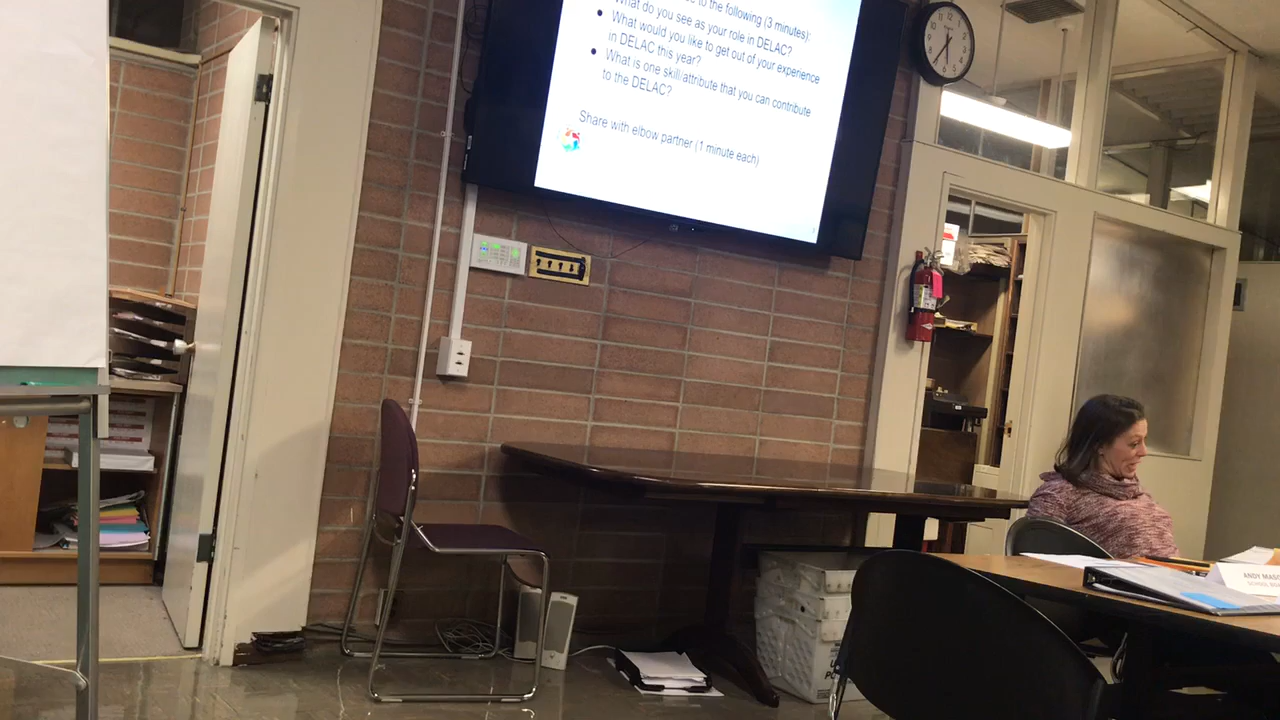 to the following (3 minutes):
What do you see as your role in DELAC?
What would you like to get out of your experience
in DELAC this year?
What is one skill/attribute that you can contribute
to the DELAC?
Share with elbow partner (1 minute each)
ANDY
SCHOOL